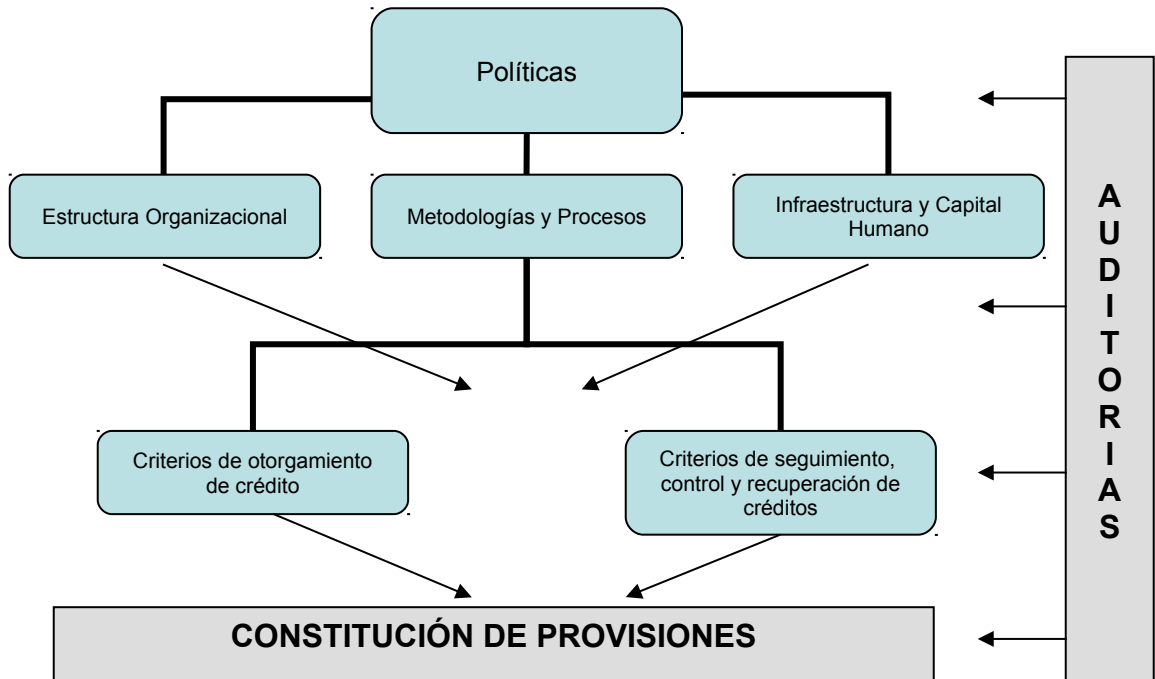 Políticas
Estructura Organizacional
Metodologías y Procesos
Infraestructura y Capital
Humano
Criterios de otorgamiento
de crédito
Criterios de seguimiento,
control y recuperación de
créditos
CONSTITUCIÓN DE PROVISIONES
A
U
D
I
T
O
R
I
A
S